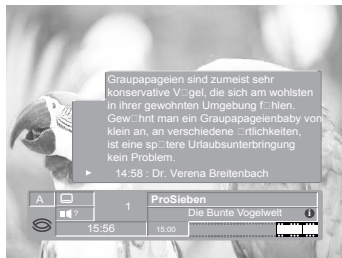 Graupapageien sind zumeist sehr
konservative V□gel, die sich am wohlsten
in ihrer gewohnten Umgebung f□hlen.
Gew□hnt man ein Graupapageienbaby von
klein an, an verschiedene □rtlichkeiten,
ist eine sp□tere Urlaubsunterbringung
kein Problem.
14:58 : Dr. Verena Breitenbach
A
?
1
ProSieben
Die Bunte Vogelwelt i
15:56
15:00